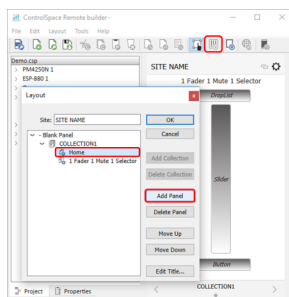 ControlSpace Remote builder -
File Edit Layout Tools Help
Demo.csp
PM4250N 1
ESP-880 1
SITE NAME
1 Fader 1 Mute 1 Selector
DropList
Slider
Button
COLLECTION1
Layout
Site: SITE NAME
- Blank Panel
COLLECTION1
Home
1 Fader 1 Mute 1 Selector
OK
Cancel
Add Collection
Delete Collection
Add Panel
Delete Panel
Move Up
Move Down
Edit Title...
Project Properties